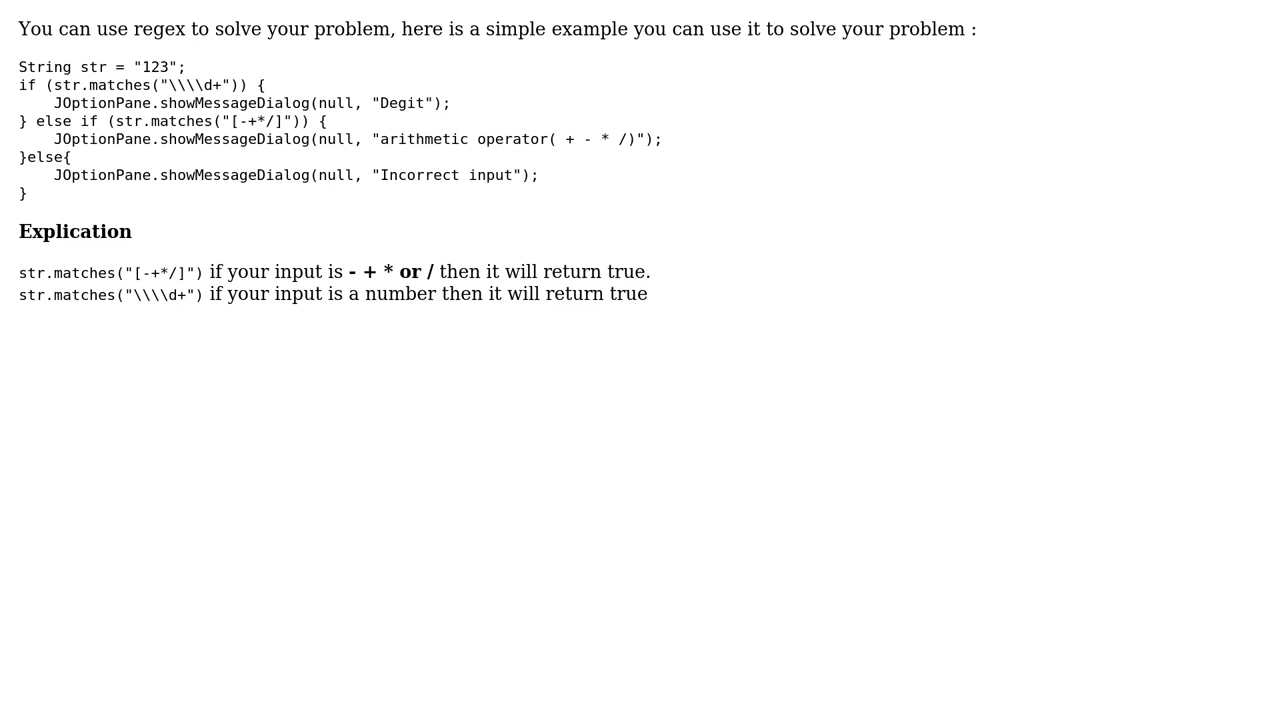 You can use regex to solve your problem, here is a simple example you can use it to solve your problem :
String str = "123";
if (str.matches("\\\\d+")) {
    JOptionPane.showMessageDialog(null, "Degit");
} else if (str.matches("[-+*/]")) {
    JOptionPane.showMessageDialog(null, "arithmetic operator( + - * /)");
}else{
    JOptionPane.showMessageDialog(null, "Incorrect input");
}
Explication
str.matches("[-+*/]") if your input is - + * or / then it will return true.
str.matches("\\\\d+") if your input is a number then it will return true